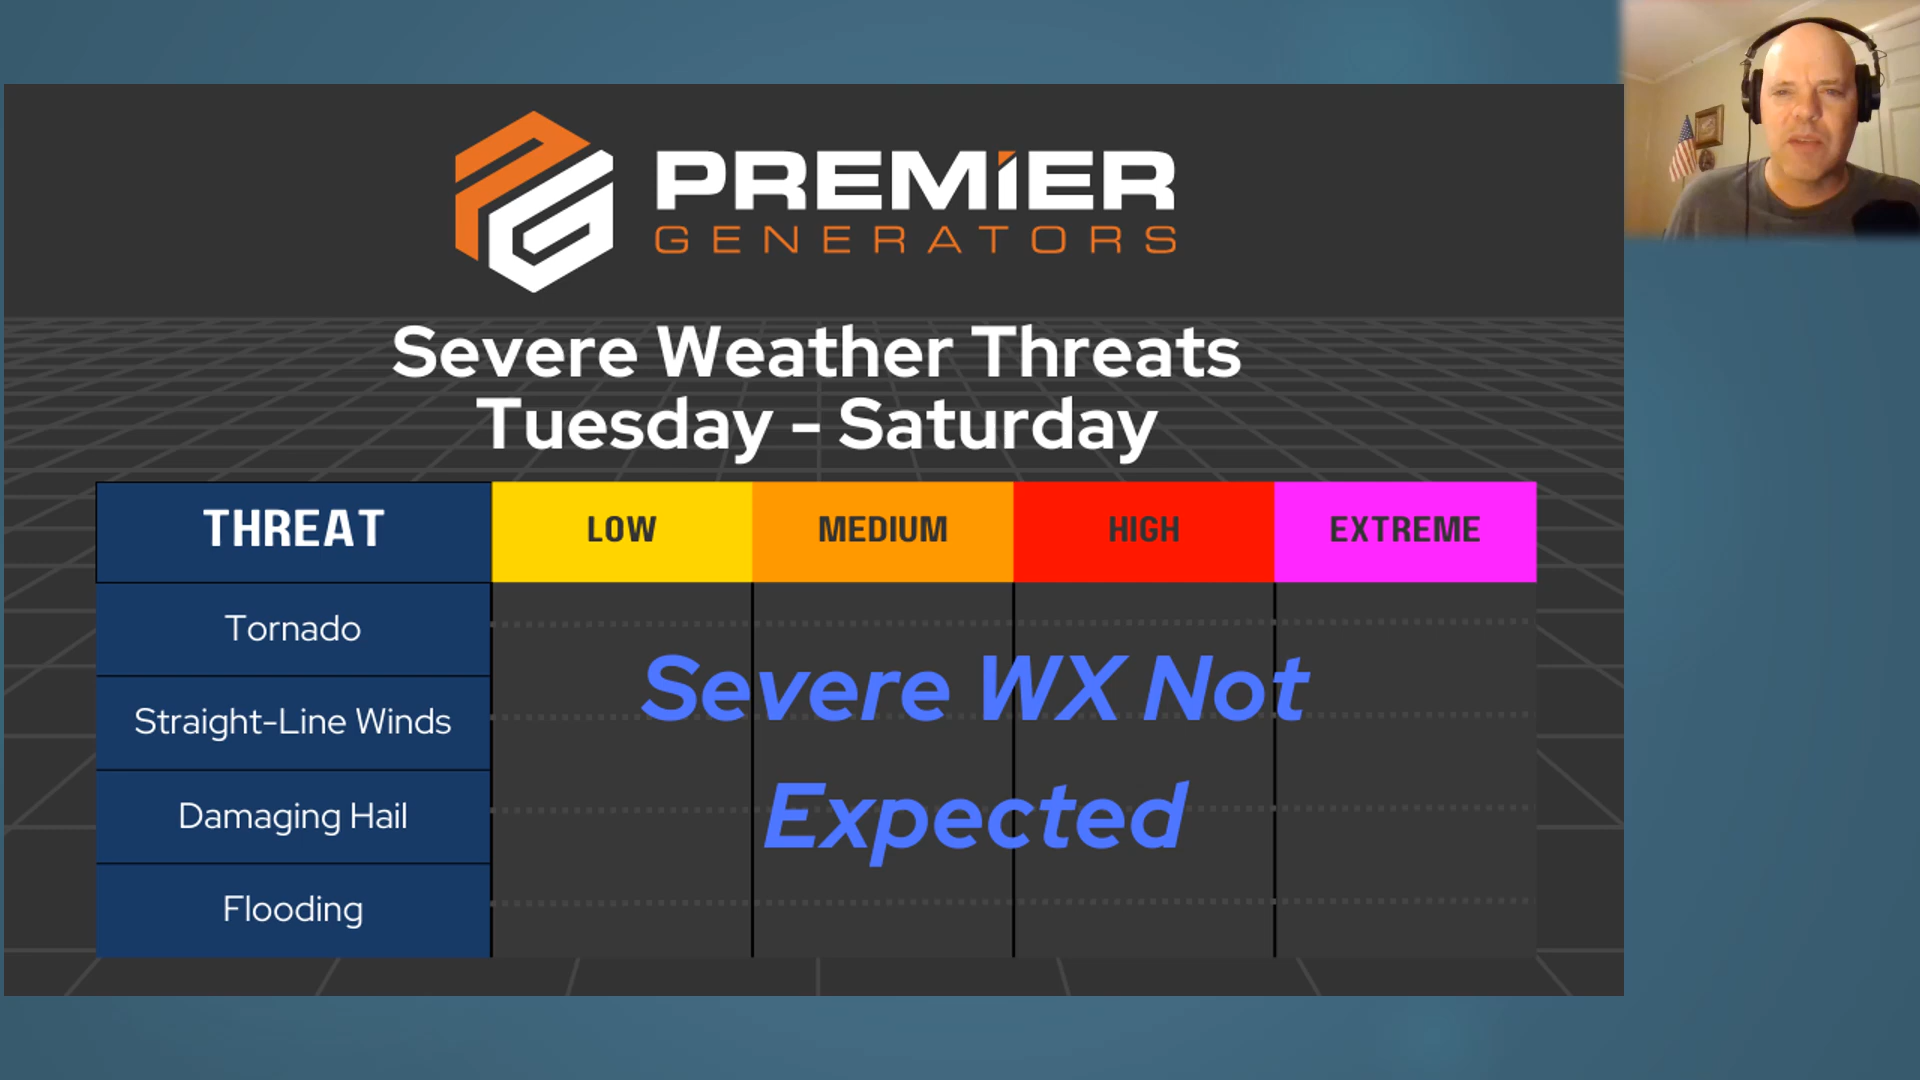 PREMIER
GENERATORS
Severe Weather Threats
Tuesday - Saturday
THREAT LOW MEDIUM HIGH EXTREME
Tornado
Severe WX Not
Straight-Line Winds
Damaging Hail
Expected
Flooding